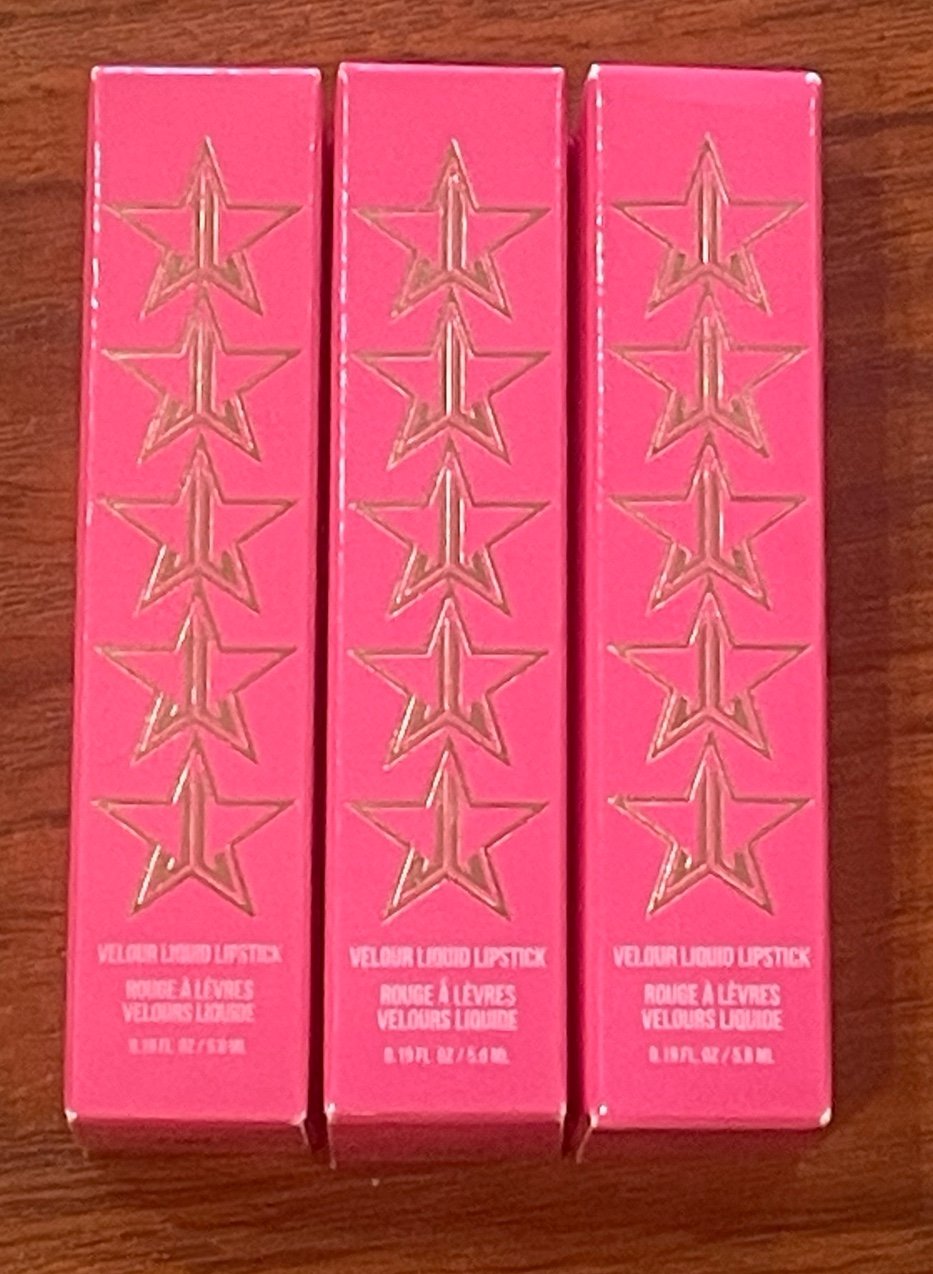 VELOUR LIQUID LIPSTICK
ROUGE À LÈVRES
VELOURS LIQUIDE
0.19 FL. OZ / 5.6 ML
VELOUR LIQUID LIPSTICK
ROUGE À LÈVRES
VELOURS LIQUIDE
0.19 FL. OZ / 5.6 ML
VELOUR LIQUID LIPSTICK
ROUGE À LÈVRES
VELOURS LIQUIDE
0.19 FL. OZ / 5.6 ML